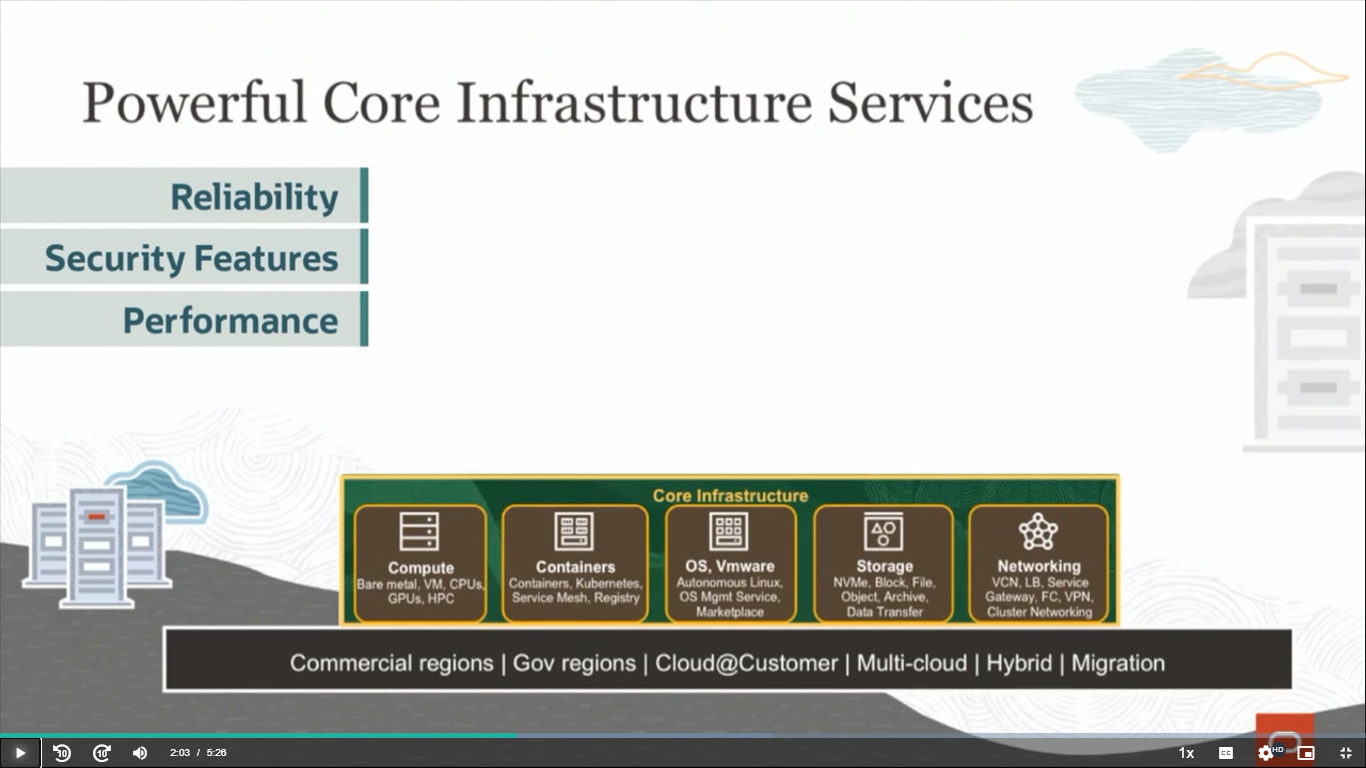 Powerful Core Infrastructure Services
Reliability
Security Features
Performance
Core Infrastructure
Compute
Bare metal, VM, CPUs,
GPUs, HPC
Containers
Containers, Kubernetes,
Service Mesh, Registry
OS, Vmware
Autonomous Linux,
OS Mgmt Service,
Marketplace
Storage
NVMe, Block, File,
Object, Archive,
Data Transfer
Networking
VCN, LB, Service
Gateway, FC, VPN,
Cluster Networking
Commercial regions | Gov regions | Cloud@Customer | Multi-cloud | Hybrid | Migration
10
10
2:03 / 5:26
1x
CC
HD